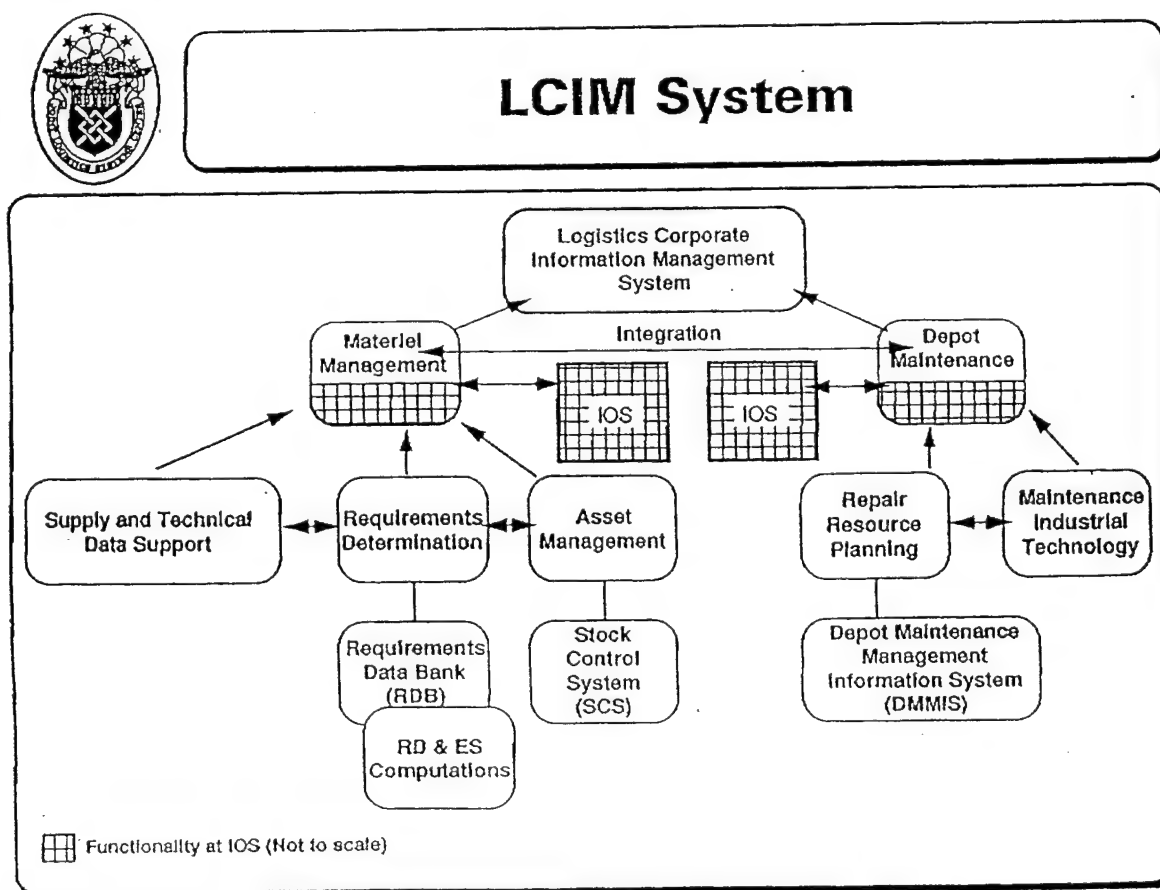 LCIM System
Logistics Corporate
Information Management
System
Materiel
Management
Integration
Depot
Maintenance
IOS
IOS
Supply and Technical
Data Support
Requirements
Determination
Asset
Management
Repair
Resource
Planning
Maintenance
Industrial
Technology
Requirements
Data Bank
(RDB)
Stock
Control
System
(SCS)
Depot Maintenance
Management
Information System
(DMMIS)
RD & ES
Computations
Functionality at IOS (Not to scale)